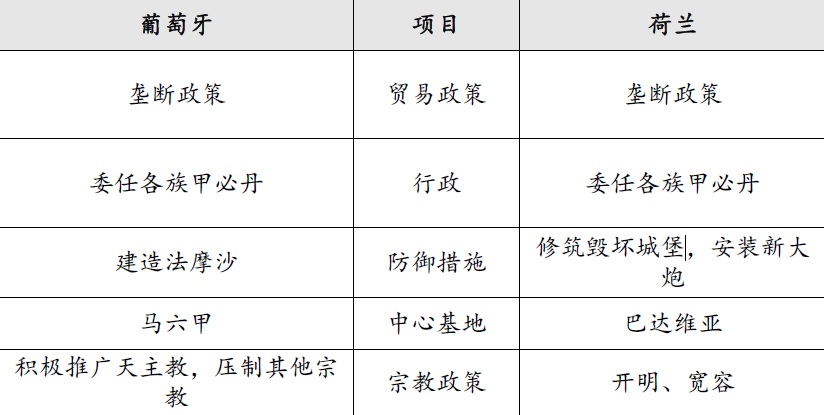 葡萄牙 项目 荷兰
垄断政策 贸易政策 垄断政策
委任各族甲必丹 行政 委任各族甲必丹
建造法摩沙 防御措施 修筑毁坏城堡，安装新大
炮
马六甲 中心基地 巴达维亚
积极推广天主教，压制其他宗
教 宗教政策 开明、宽容